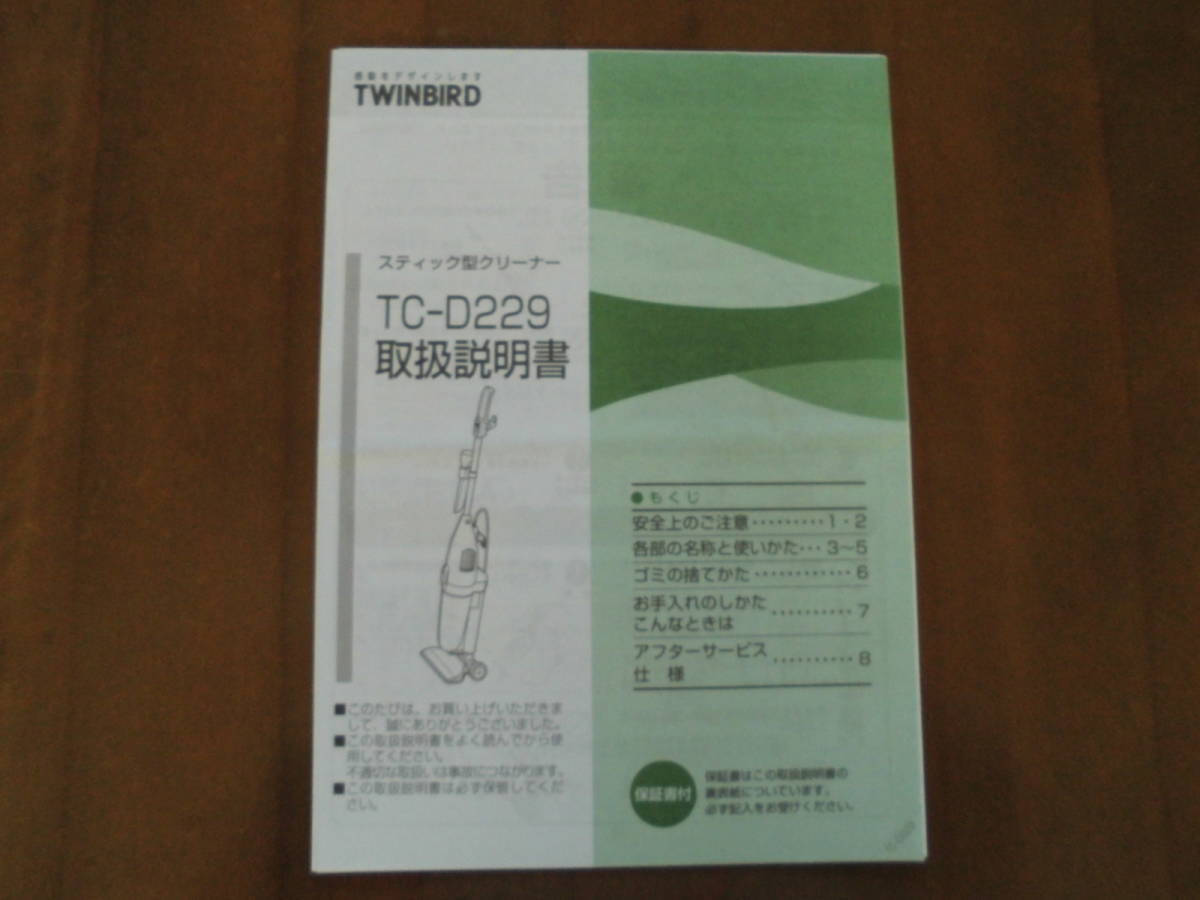 感動をデザインします
TWINBIRD
スティック型クリーナー
TC-D229
取扱説明書
■このたびは、お買い上げいただきま
して、誠にありがとうございました。
■この取扱説明書をよく読んでから使
用してください。
不適切な取扱いは事故につながります。
■この取扱説明書は必ず保管してくだ
さい。
●もくじ
安全上のご注意・・・・・・・・・1・2
各部の名称と使いかた・・・3〜5
ゴミの捨てかた・・・・・・・・・・・・6
お手入れのしかた
こんなときは・・・・・・・・・・7
アフターサービス
仕 様・・・・・・・・・・8
保証書付
保証書はこの取扱説明書の
裏表紙についています。
必ず記入をお受けください。